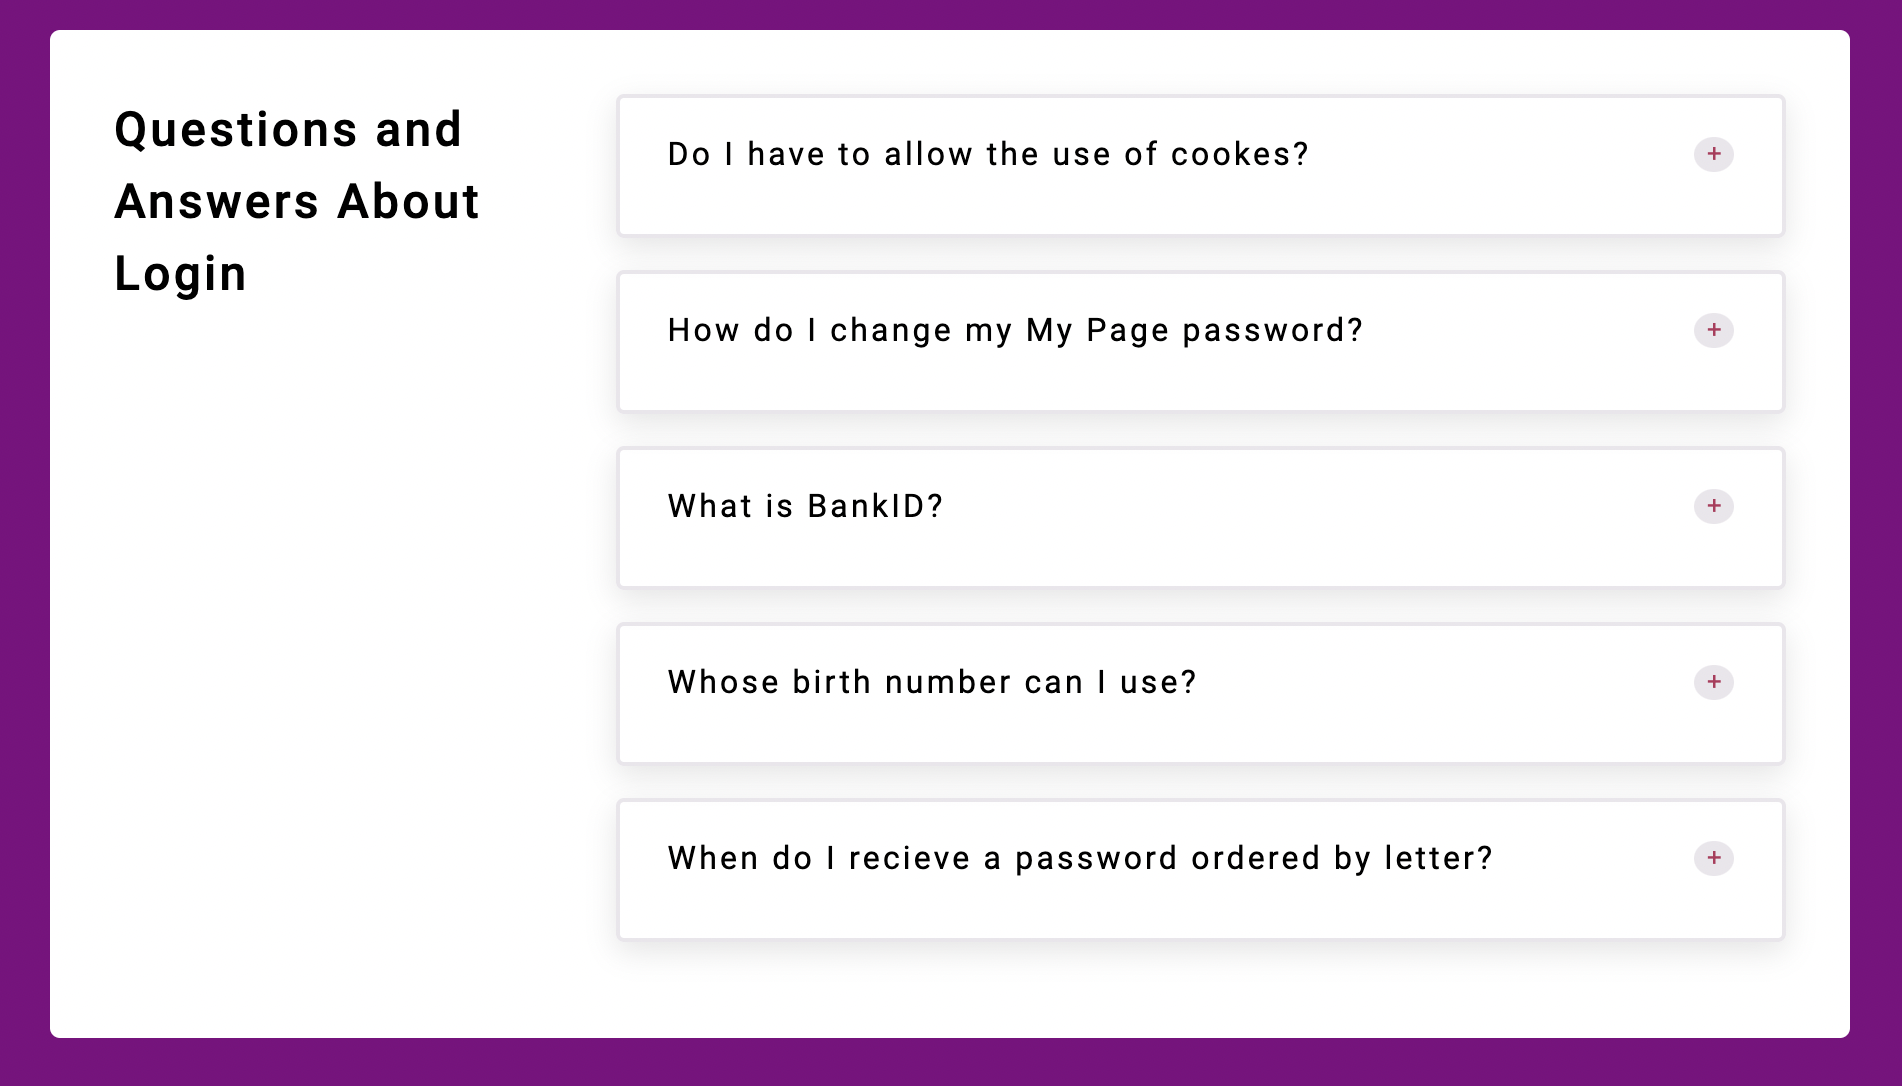 Questions and
Answers About
Login
Do I have to allow the use of cookes?
+
How do I change my My Page password?
+
What is BankID?
+
Whose birth number can I use?
+
When do I recieve a password ordered by letter?
+